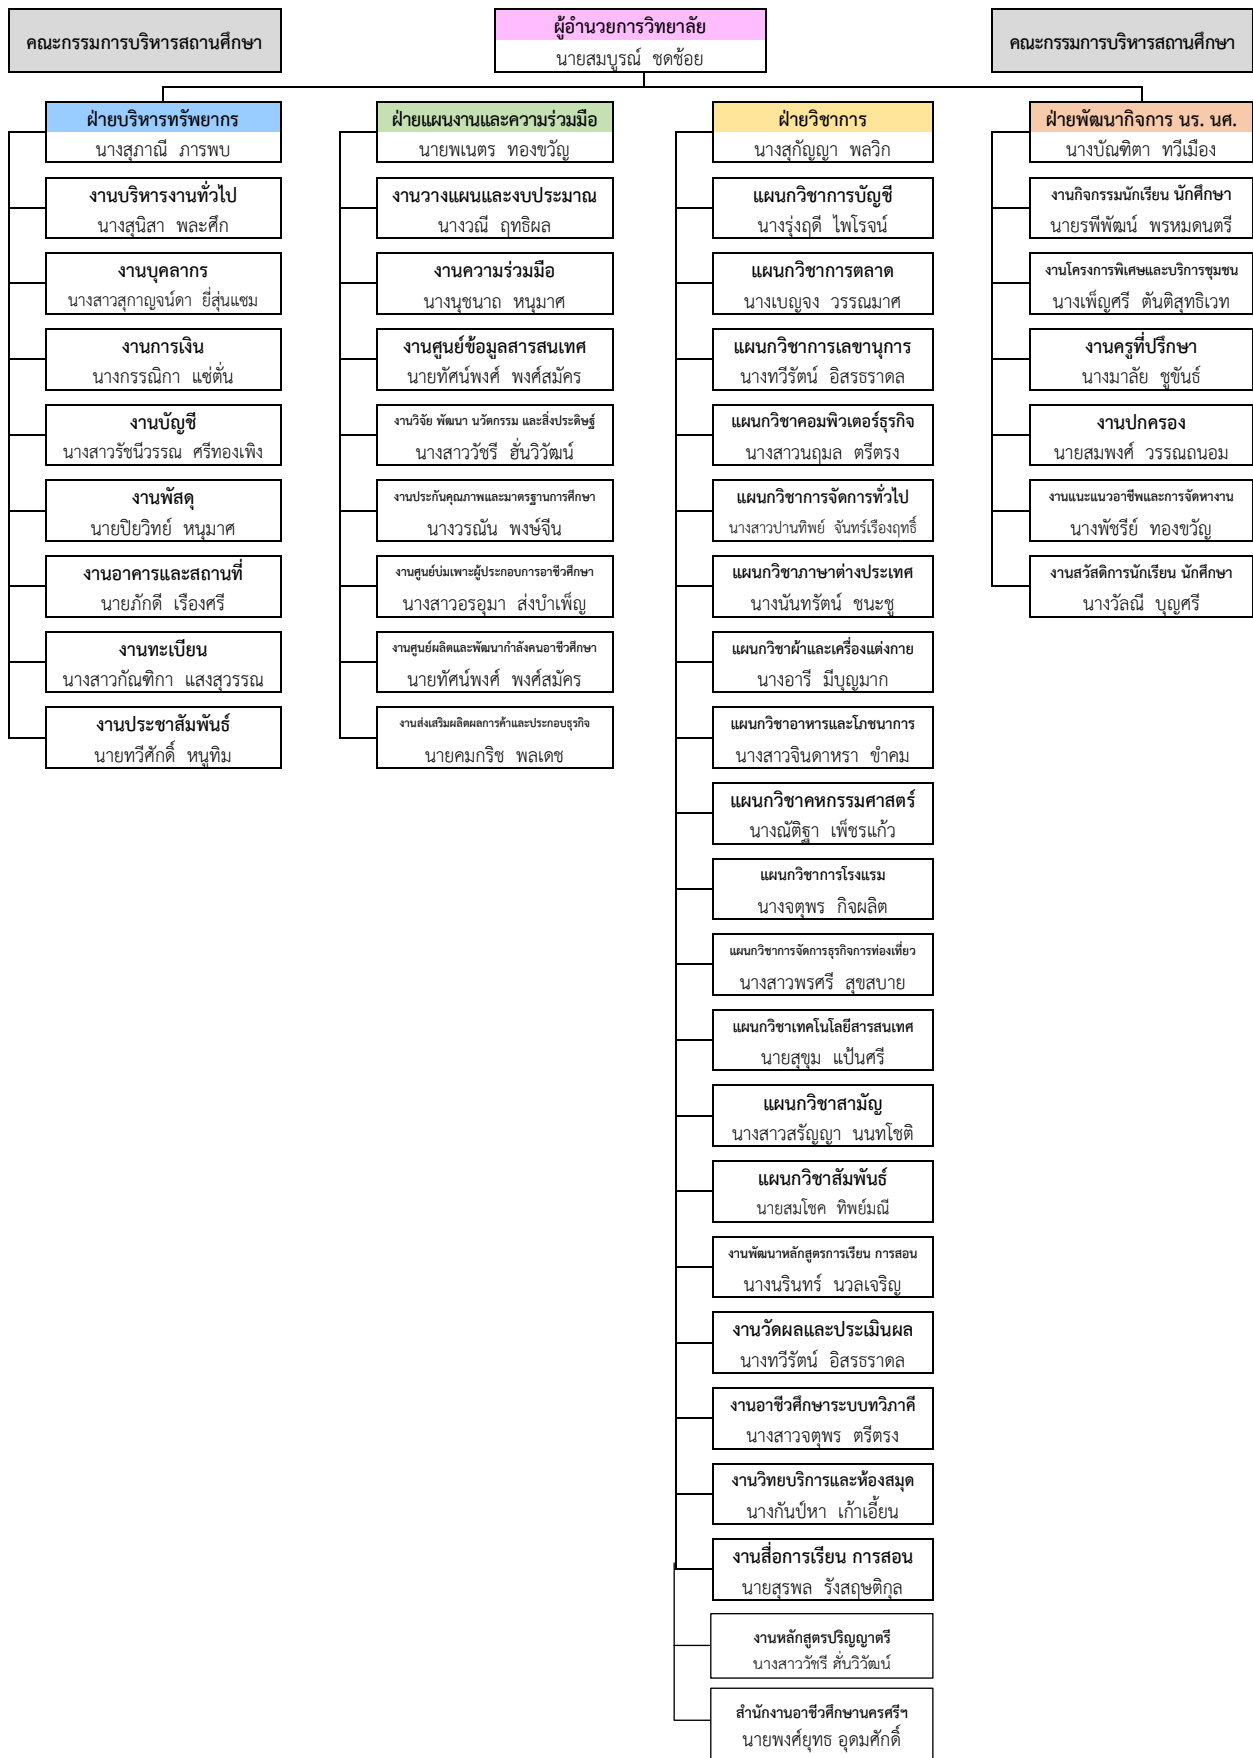 คณะกรรมการบริหารสถานศึกษา
ผู้อำนวยการวิทยาลัย
นายสมบูรณ์ ชดช้อย
คณะกรรมการบริหารสถานศึกษา
ฝ่ายบริหารทรัพยากร
นางสุภาณี ภารพบ
งานบริหารงานทั่วไป
นางสุนิสา พละศึก
งานบุคลากร
นางสาวสุกาญจน์ดา ยี่สุ่นแซม
งานการเงิน
นางกรรณิกา แซ่ตั่น
งานบัญชี
นางสาวรัชนีวรรณ ศรีทองเพิง
งานพัสดุ
นายปิยวิทย์ หนุมาศ
งานอาคารและสถานที่
นายภักดี เรืองศรี
งานทะเบียน
นางสาวกัณฑิกา แสงสุวรรณ
งานประชาสัมพันธ์
นายทวีศักดิ์ หนูทิม
ฝ่ายแผนงานและความร่วมมือ
นายพเนตร ทองขวัญ
งานวางแผนและงบประมาณ
นางวณี ฤทธิผล
งานความร่วมมือ
นางนุชนาถ หนุมาศ
งานศูนย์ข้อมูลสารสนเทศ
นายทัศน์พงศ์ พงศ์สมัคร
งานวิจัย พัฒนา นวัตกรรม และสิ่งประดิษฐ์
นางสาววัชรี ฮั่นวิวัฒน์
งานประกันคุณภาพและมาตรฐานการศึกษา
นางวรณัน พงษ์จีน
งานศูนย์บ่มเพาะผู้ประกอบการอาชีวศึกษา
นางสาวอรอุมา ส่งบำเพ็ญ
งานศูนย์ผลิตและพัฒนากำลังคนอาชีวศึกษา
นายทัศน์พงศ์ พงศ์สมัคร
งานส่งเสริมผลิตผลการค้าและประกอบธุรกิจ
นายคมกริช พลเดช
ฝ่ายวิชาการ
นางสุกัญญา พลวิก
แผนกวิชาการบัญชี
นางรุ่งฤดี ไพโรจน์
แผนกวิชาการตลาด
นางเบญจง วรรณมาศ
แผนกวิชาการเลขานุการ
นางทวีรัตน์ อิสรธราดล
แผนกวิชาคอมพิวเตอร์ธุรกิจ
นางสาวนฤมล ตรีตรง
แผนกวิชาการจัดการทั่วไป
นางสาวปานทิพย์ จันทร์เรืองฤทธิ์
แผนกวิชาภาษาต่างประเทศ
นางนันทรัตน์ ชนะชู
แผนกวิชาผ้าและเครื่องแต่งกาย
นางอารี มีบุญมาก
แผนกวิชาอาหารและโภชนาการ
นางสาวจินดาหรา ขำคม
แผนกวิชาคหกรรมศาสตร์
นางณัติฐา เพ็ชรแก้ว
แผนกวิชาการโรงแรม
นางจตุพร กิจผลิต
แผนกวิชาการจัดการธุรกิจการท่องเที่ยว
นางสาวพรศรี สุขสบาย
แผนกวิชาเทคโนโลยีสารสนเทศ
นายสุขุม แป้นศรี
แผนกวิชาสามัญ
นางสาวสรัญญา นนทโชติ
แผนกวิชาสัมพันธ์
นายสมโชค ทิพย์มณี
งานพัฒนาหลักสูตรการเรียน การสอน
นางนรินทร์ นวลเจริญ
งานวัดผลและประเมินผล
นางทวีรัตน์ อิสรธราดล
งานอาชีวศึกษาระบบทวิภาคี
นางสาวจตุพร ตรีตรง
งานวิทยบริการและห้องสมุด
นางกันป์หา เก้าเอี้ยน
งานสื่อการเรียน การสอน
นายสุรพล รังสฤษติกุล
งานหลักสูตรปริญญาตรี
นางสาววัชรี ศั่นวิวัฒน์
สำนักงานอาชีวศึกษานครศรีฯ
นายพงศ์ยุทธ อุดมศักดิ์
ฝ่ายพัฒนากิจการ นร. นศ.
นางบัณฑิตา ทวีเมือง
งานกิจกรรมนักเรียน นักศึกษา
นายรพีพัฒน์ พรหมดนตรี
งานโครงการพิเศษและบริการชุมชน
นางเพ็ญศรี ตันติสุทธิเวท
งานครูที่ปรึกษา
นางมาลัย ชูขันธ์
งานปกครอง
นายสมพงศ์ วรรณถนอม
งานแนะแนวอาชีพและการจัดหางาน
นางพัชรีย์ ทองขวัญ
งานสวัสดิการนักเรียน นักศึกษา
นางวัลณี บุญศรี